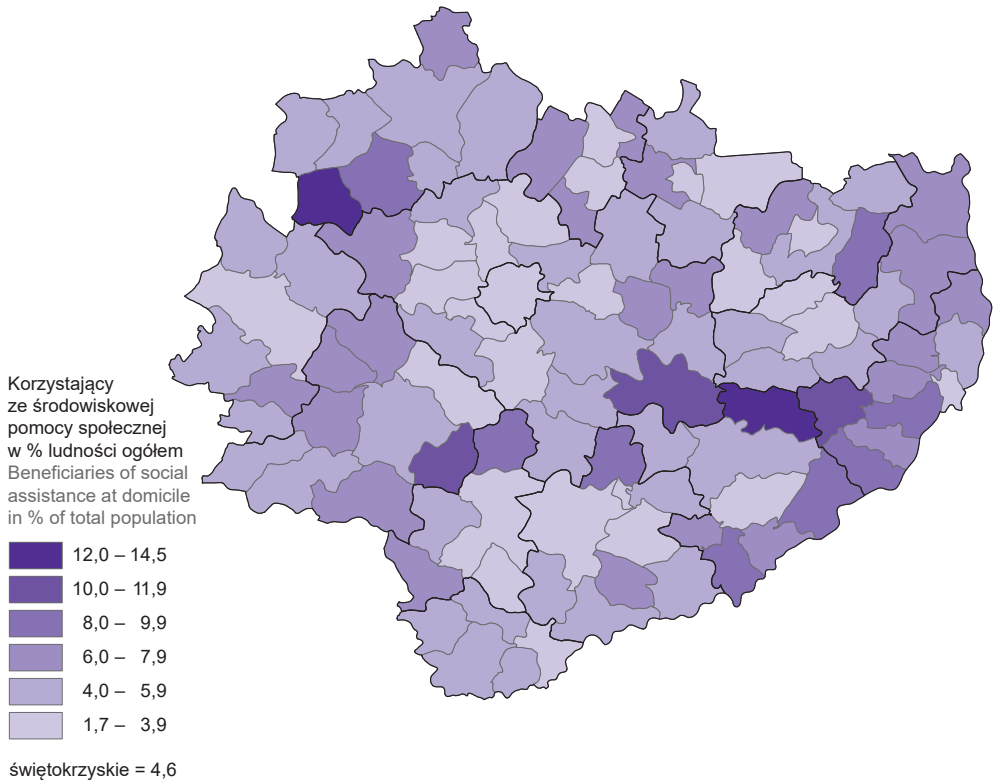 Korzystający
ze środowiskowej
pomocy społecznej
w % ludności ogółem
Beneficiaries of social
assistance at domicile
in % of total population
12,0 – 14,5
10,0 – 11,9
8,0 – 9,9
6,0 – 7,9
4,0 – 5,9
1,7 – 3,9
świętokrzyskie = 4,6